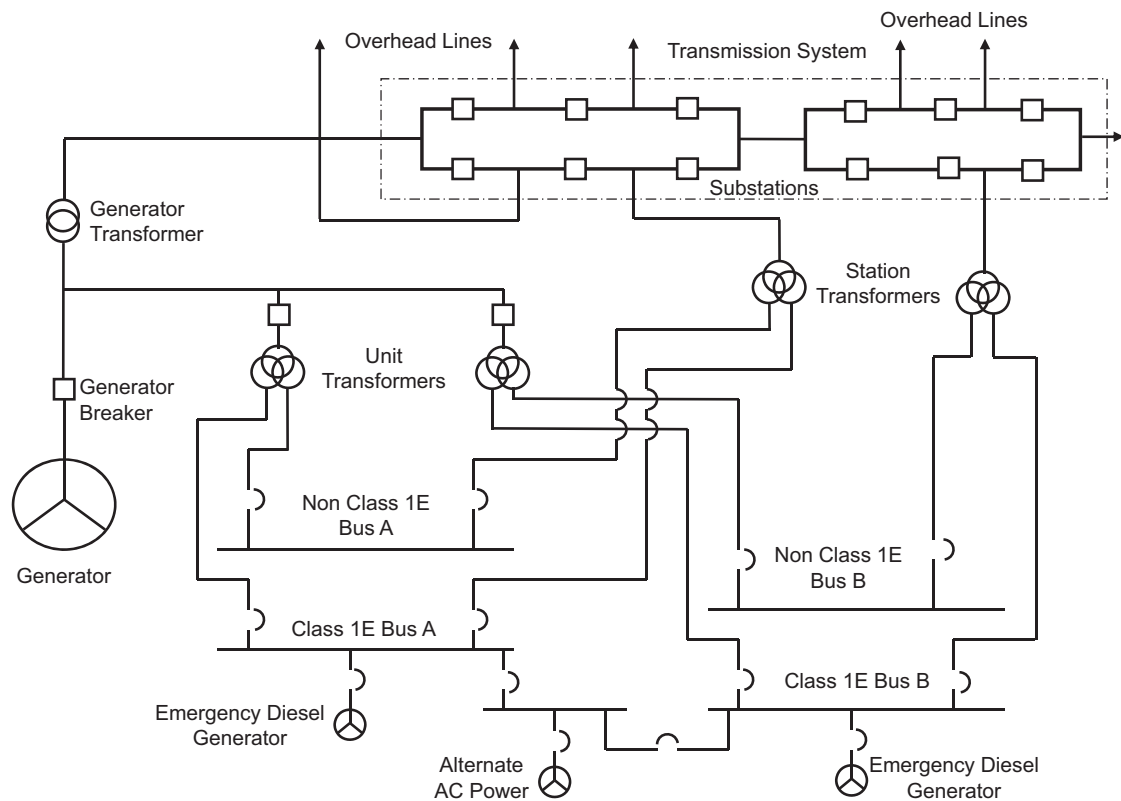 Overhead Lines
Overhead Lines
Transmission System
Substations
Generator
Transformer
Station
Transformers
Unit
Transformers
Generator
Breaker
Non Class 1E
Bus A
Generator
Non Class 1E
Bus B
Class 1E Bus A
Class 1E Bus B
Emergency Diesel
Generator
Alternate
AC Power
Emergency Diesel
Generator